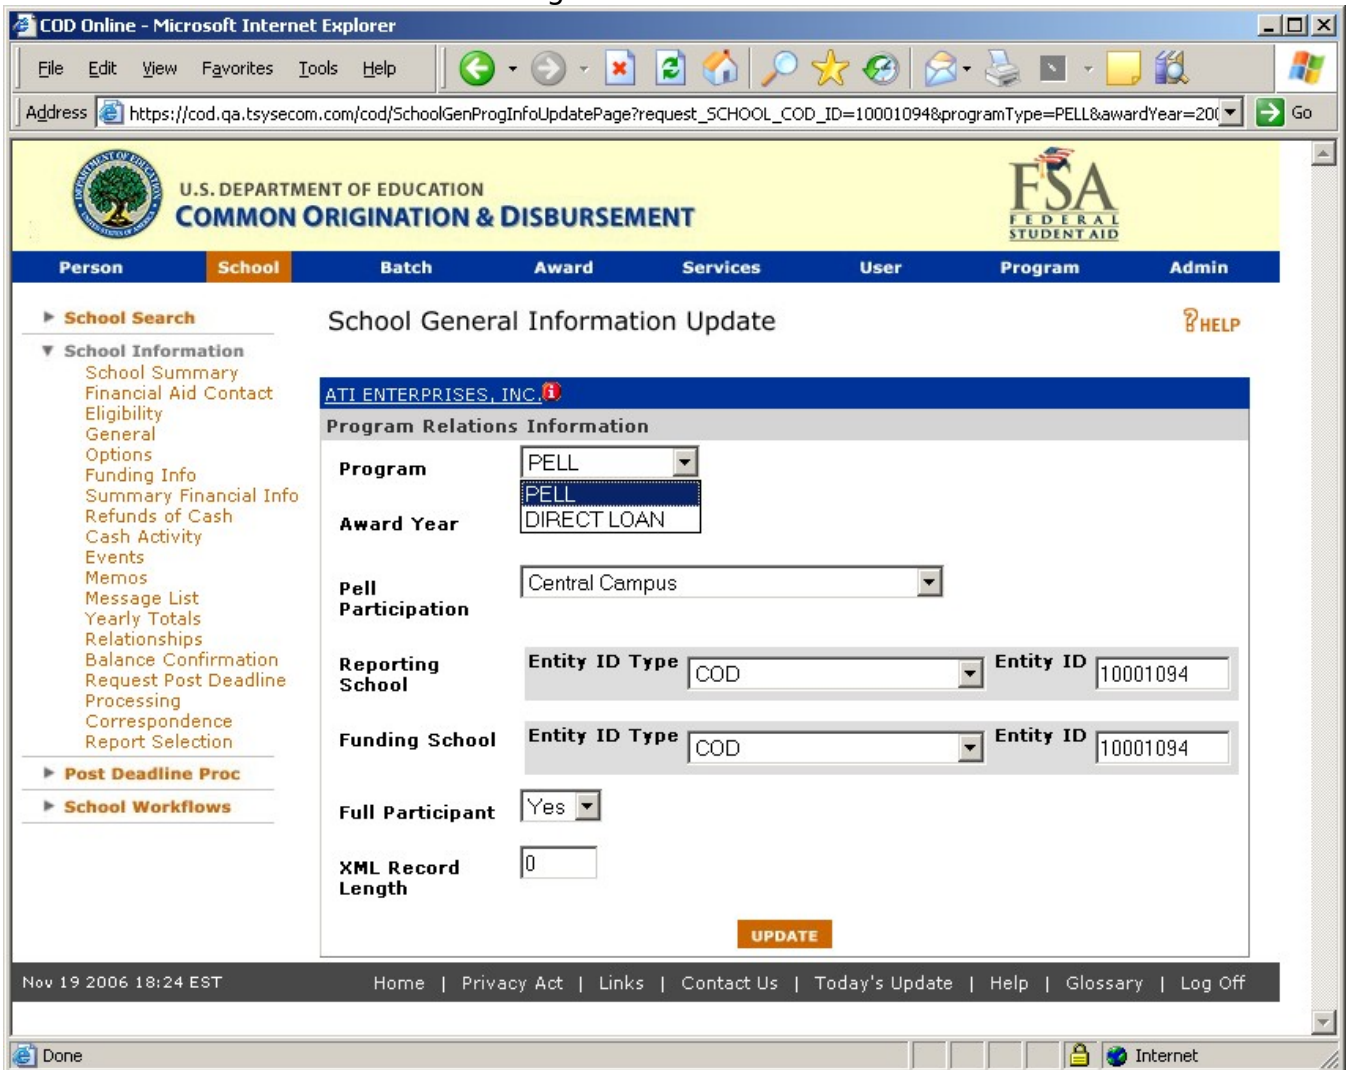 COD Online - Microsoft Internet Explorer
File Edit View Favorites Tools Help
Address https://cod.qa.tsysecom.com/cod/SchoolGenProgInfoUpdatePage?request_SCHOOL_COD_ID=10001094&programType=PELL&awardYear=200 Go
U.S. DEPARTMENT OF EDUCATION
COMMON ORIGINATION & DISBURSEMENT
FSA
FEDERAL
STUDENT AID
Person School Batch Award Services User Program Admin
School Search
School Information
School Summary
Financial Aid Contact
Eligibility
General
Options
Funding Info
Summary Financial Info
Refunds of Cash
Cash Activity
Events
Memos
Message List
Yearly Totals
Relationships
Balance Confirmation
Request Post Deadline
Processing
Correspondence
Report Selection
Post Deadline Proc
School Workflows
School General Information Update
? HELP
ATI ENTERPRISES, INC.
Program Relations Information
Program PELL
PELL
DIRECT LOAN
Award Year
Pell
Participation
Central Campus
Reporting
School
Entity ID Type COD Entity ID 10001094
Funding School Entity ID Type COD Entity ID 10001094
Full Participant Yes
XML Record
Length
0
UPDATE
Nov 19 2006 18:24 EST Home | Privacy Act | Links | Contact Us | Today's Update | Help | Glossary | Log Off
Done Internet